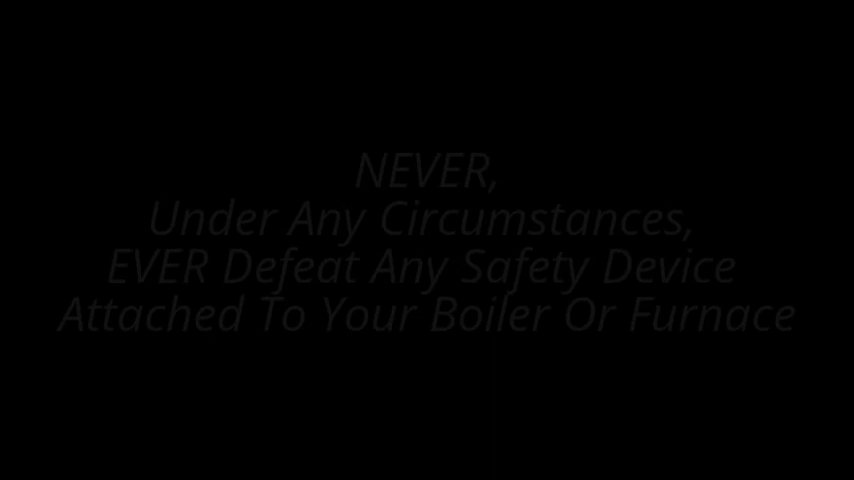 NEVER,
Under Any Circumstances,
EVER Defeat Any Safety Device
Attached To Your Boiler Or Furnace